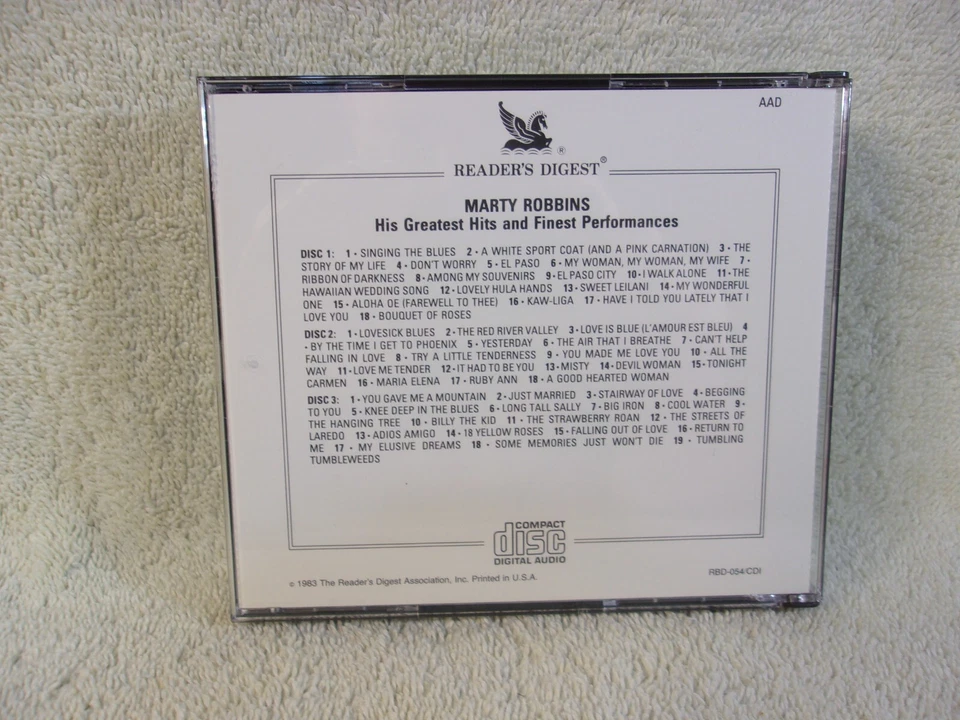 AAD
®
READER'S DIGEST®
MARTY ROBBINS
His Greatest Hits and Finest Performances
DISC 1: 1 • SINGING THE BLUES 2 • A WHITE SPORT COAT (AND A PINK CARNATION) 3 • THE
STORY OF MY LIFE 4 • DON'T WORRY 5 • EL PASO 6 • MY WOMAN, MY WOMAN, MY WIFE 7 •
RIBBON OF DARKNESS 8 • AMONG MY SOUVENIRS 9 • EL PASO CITY 10 • I WALK ALONE 11 • THE
HAWAIIAN WEDDING SONG 12 • LOVELY HULA HANDS 13 • SWEET LEILANI 14 • MY WONDERFUL
ONE 15 • ALOHA OE (FAREWELL TO THEE) 16 • KAW-LIGA 17 • HAVE I TOLD YOU LATELY THAT I
LOVE YOU 18 • BOUQUET OF ROSES
DISC 2: 1 • LOVESICK BLUES 2 • THE RED RIVER VALLEY 3 • LOVE IS BLUE (L'AMOUR EST BLEU) 4
• BY THE TIME I GET TO PHOENIX 5 • YESTERDAY 6 • THE AIR THAT I BREATHE 7 • CAN'T HELP
FALLING IN LOVE 8 • TRY A LITTLE TENDERNESS 9 • YOU MADE ME LOVE YOU 10 • ALL THE
WAY 11 • LOVE ME TENDER 12 • IT HAD TO BE YOU 13 • MISTY 14 • DEVIL WOMAN 15 • TONIGHT
CARMEN 16 • MARIA ELENA 17 • RUBY ANN 18 • A GOOD HEARTED WOMAN
DISC 3: 1 • YOU GAVE ME A MOUNTAIN 2 • JUST MARRIED 3 • STAIRWAY OF LOVE 4 • BEGGING
TO YOU 5 • KNEE DEEP IN THE BLUES 6 • LONG TALL SALLY 7 • BIG IRON 8 • COOL WATER 9 •
THE HANGING TREE 10 • BILLY THE KID 11 • THE STRAWBERRY ROAN 12 • THE STREETS OF
LAREDO 13 • ADIOS AMIGO 14 • 18 YELLOW ROSES 15 • FALLING OUT OF LOVE 16 • RETURN TO
ME 17 • MY ELUSIVE DREAMS 18 • SOME MEMORIES JUST WON'T DIE 19 • TUMBLING
TUMBLEWEEDS
COMPACT
disc
DIGITAL AUDIO
© 1983 The Reader's Digest Association, Inc. Printed in U.S.A.
RBD-054/CDI